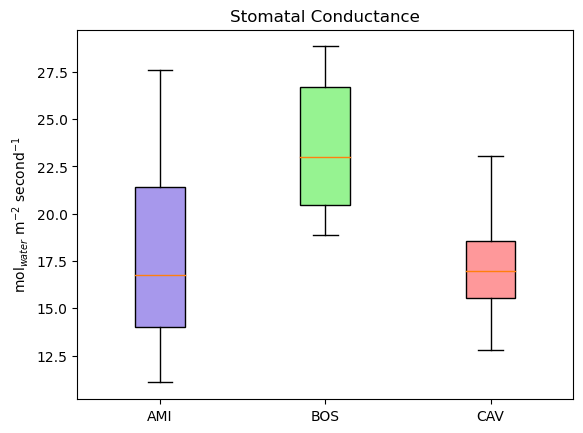 Stomatal Conductance
mol_{water} m^{−2} second^{−1}
27.5
25.0
22.5
20.0
17.5
15.0
12.5
AMI BOS CAV